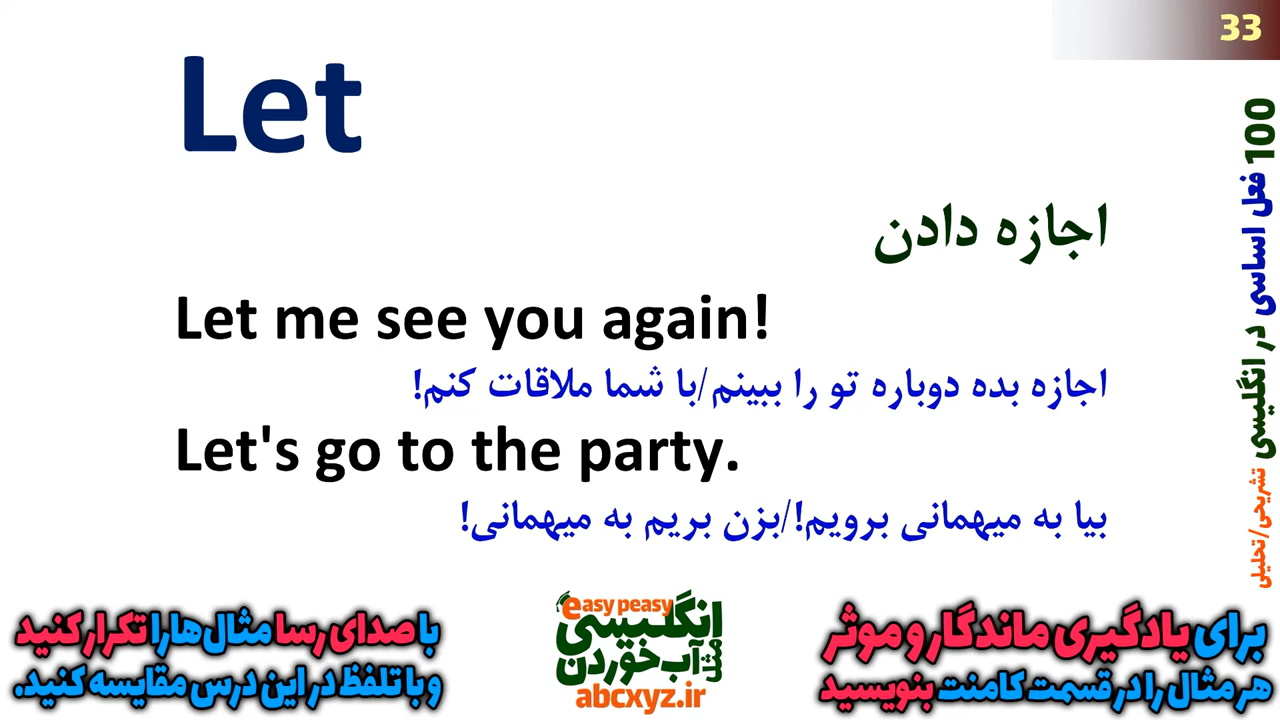 33
Let
اجازه دادن
Let me see you again!
اجازه بده دوباره تو را ببینم/با شما ملاقات کنم!
Let's go to the party.
بیا به میهمانی برویم!/بزن بریم به میهمانی!
100 فعل اساسی در انگلیسی تشریحی/تحلیلی
برای یادگیری ماندگار و موثر
هر مثال را در قسمت کامنت بنویسید
easy peasy
انگلیسی
مثل آب خوردن
abcxyz.ir
با صدای رسا مثال‌ها را تکرار کنید
و با تلفظ در این درس مقایسه کنید.